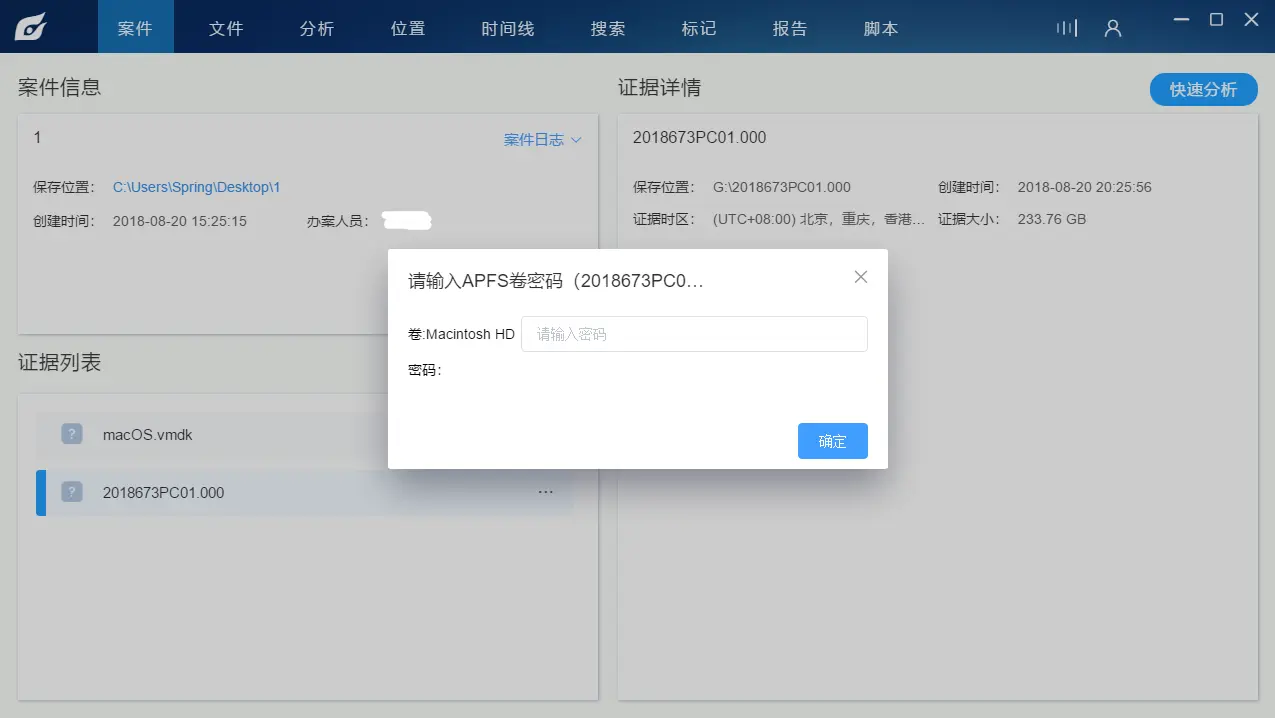 案件 文件 分析 位置 时间线 搜索 标记 报告 脚本
案件信息
1
案件日志
保存位置： C:\Users\Spring\Desktop\1
创建时间： 2018-08-20 15:25:15 办案人员：
证据列表
? macOS.vmdk
? 2018673PC01.000 ...
证据详情
快速分析
2018673PC01.000
保存位置： G:\2018673PC01.000 创建时间： 2018-08-20 20:25:56
证据时区： (UTC+08:00) 北京，重庆，香港... 证据大小： 233.76 GB
请输入APFS卷密码（2018673PC0...
卷:Macintosh HD 请输入密码
密码：
确定